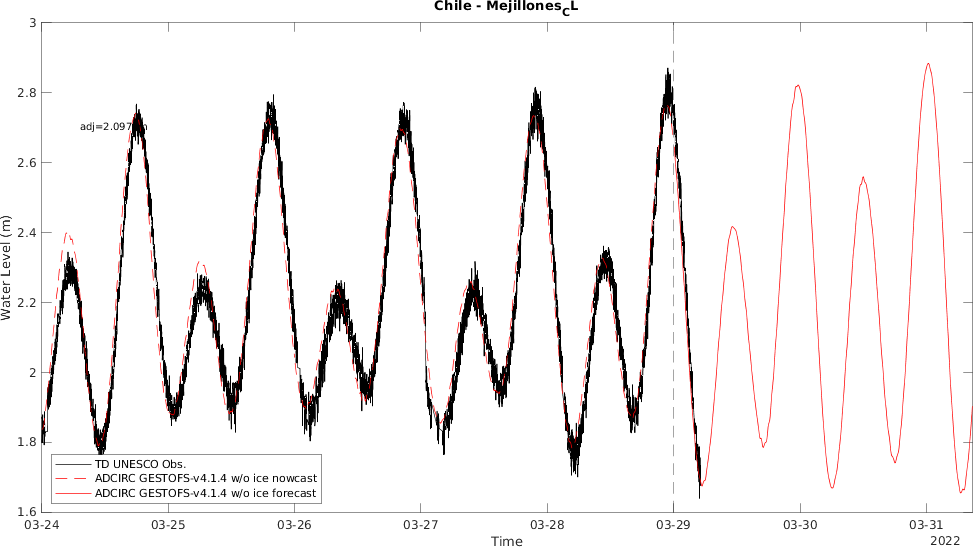 Chile - Mejillones_CL
3
2.8
adj=2.097
2.6
2.4
2.2
2
1.8
1.6
Water Level (m)
TD UNESCO Obs.
ADCIRC GESTOFS-v4.1.4 w/o ice nowcast
ADCIRC GESTOFS-v4.1.4 w/o ice forecast
03-24 03-25 03-26 03-27 03-28 03-29 03-30 03-31
Time
2022